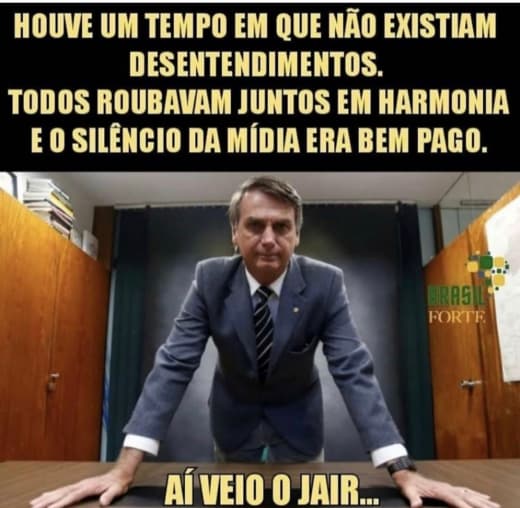 HOUVE UM TEMPO EM QUE NÃO EXISTIAM
DESENTENDIMENTOS.
TODOS ROUBAVAM JUNTOS EM HARMONIA
E O SILÊNCIO DA MÍDIA ERA BEM PAGO.
BRASIL
FORTE
AÍ VEIO O JAIR...